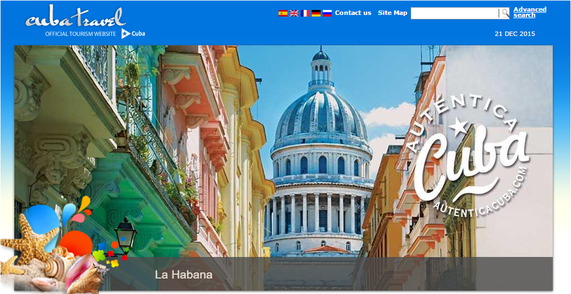 cuba travel
OFFICIAL TOURISM WEBSITE Cuba
Contact us Site Map Advanced search
21 DEC 2015
AUTÉNTICA
Cuba
AUTENTICACUBA.COM
La Habana